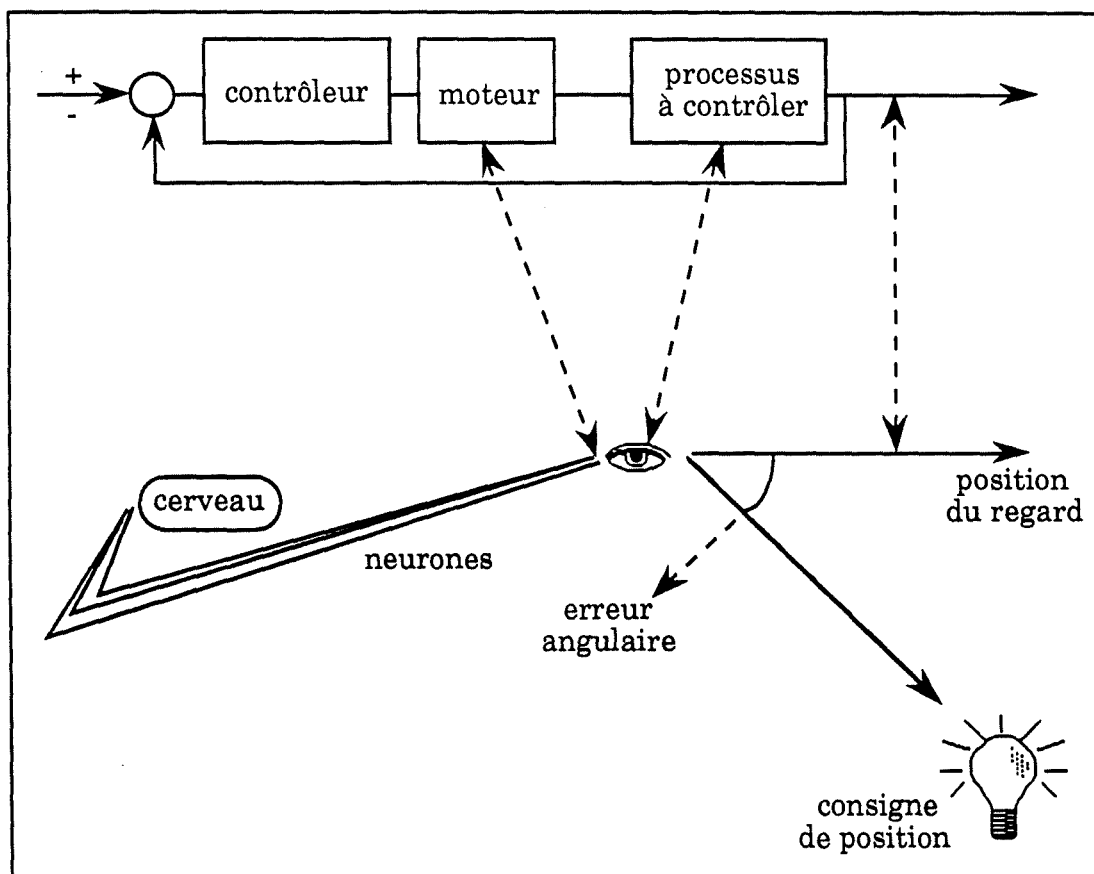 +
-
contrôleur
moteur
processus
à contrôler
cerveau
neurones
position
du regard
erreur
angulaire
consigne
de position